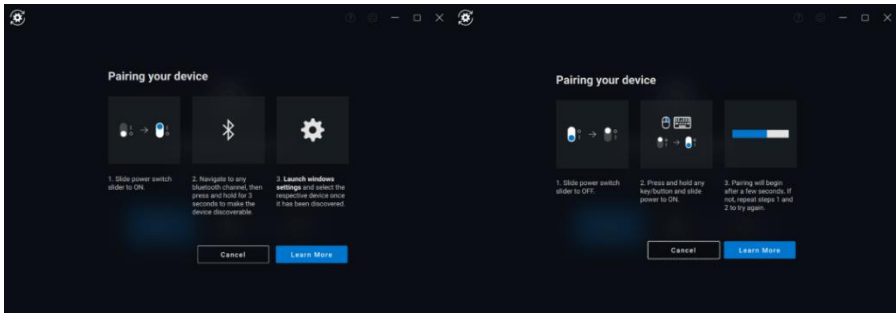 Pairing your device
1. Slide power switch
slider to ON.
2. Navigate to any
bluetooth channel, then
press and hold for 3
seconds to make the
device discoverable.
3. Launch windows
settings and select the
respective device once
it has been discovered.
Cancel
Learn More
Pairing your device
1. Slide power switch
slider to OFF.
2. Press and hold any
key/button and slide
power to ON.
3. Pairing will begin
after a few seconds. If
not, repeat steps 1 and
2 to try again.
Cancel
Learn More